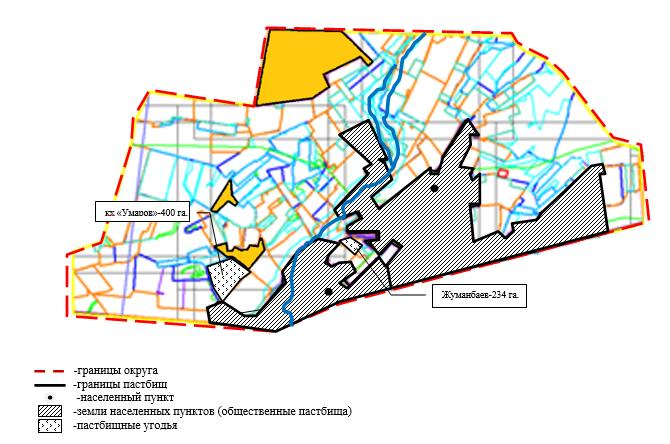 кх «Умаров»-400 га.
Жуманбаев-234 га.
-границы округа
-границы пастбищ
-населенный пункт
-земли населенных пунктов (общественные пастбища)
-пастбищные угодья